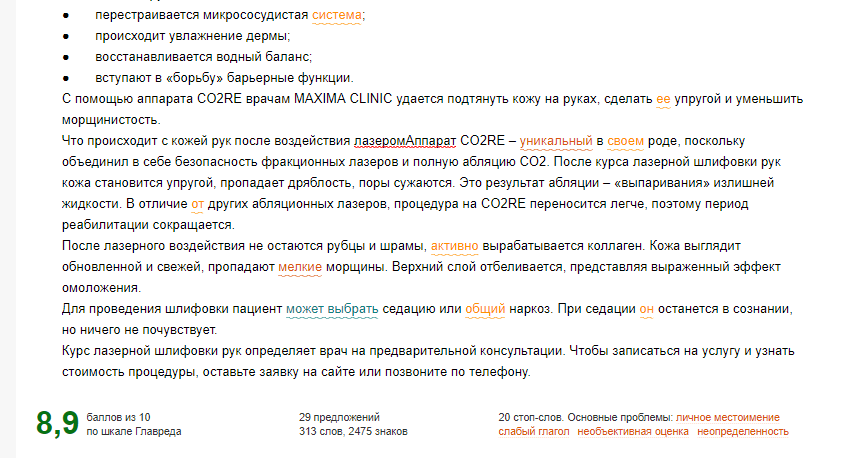 ● перестраивается микрососудистая система;
● происходит увлажнение дермы;
● восстанавливается водный баланс;
● вступают в «борьбу» барьерные функции.
С помощью аппарата CO2RE врачам MAXIMA CLINIC удается подтянуть кожу на руках, сделать ее упругой и уменьшить
морщинистость.
Что происходит с кожей рук после воздействия лазеромАппарат CO2RE – уникальный в своем роде, поскольку
объединил в себе безопасность фракционных лазеров и полную абляцию CO2. После курса лазерной шлифовки рук
кожа становится упругой, пропадает дряблость, поры сужаются. Это результат абляции – «выпаривания» излишней
жидкости. В отличие от других абляционных лазеров, процедура на CO2RE переносится легче, поэтому период
реабилитации сокращается.
После лазерного воздействия не остаются рубцы и шрамы, активно вырабатывается коллаген. Кожа выглядит
обновленной и свежей, пропадают мелкие морщины. Верхний слой отбеливается, представляя выраженный эффект
омоложения.
Для проведения шлифовки пациент может выбрать седацию или общий наркоз. При седации он останется в сознании,
но ничего не почувствует.
Курс лазерной шлифовки рук определяет врач на предварительной консультации. Чтобы записаться на услугу и узнать
стоимость процедуры, оставьте заявку на сайте или позвоните по телефону.
8,9 баллов из 10
по шкале Главреда
29 предложений
313 слов, 2475 знаков
20 стоп-слов. Основные проблемы: личное местоимение
слабый глагол необъективная оценка неопределенность